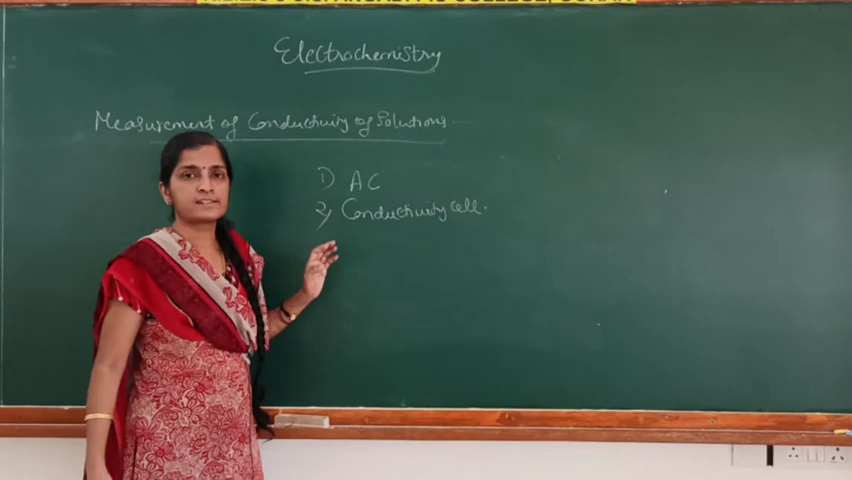 Electrochemistry
Measurement of Conductivity of Solutions.
1) AC
2) Conductivity cell.